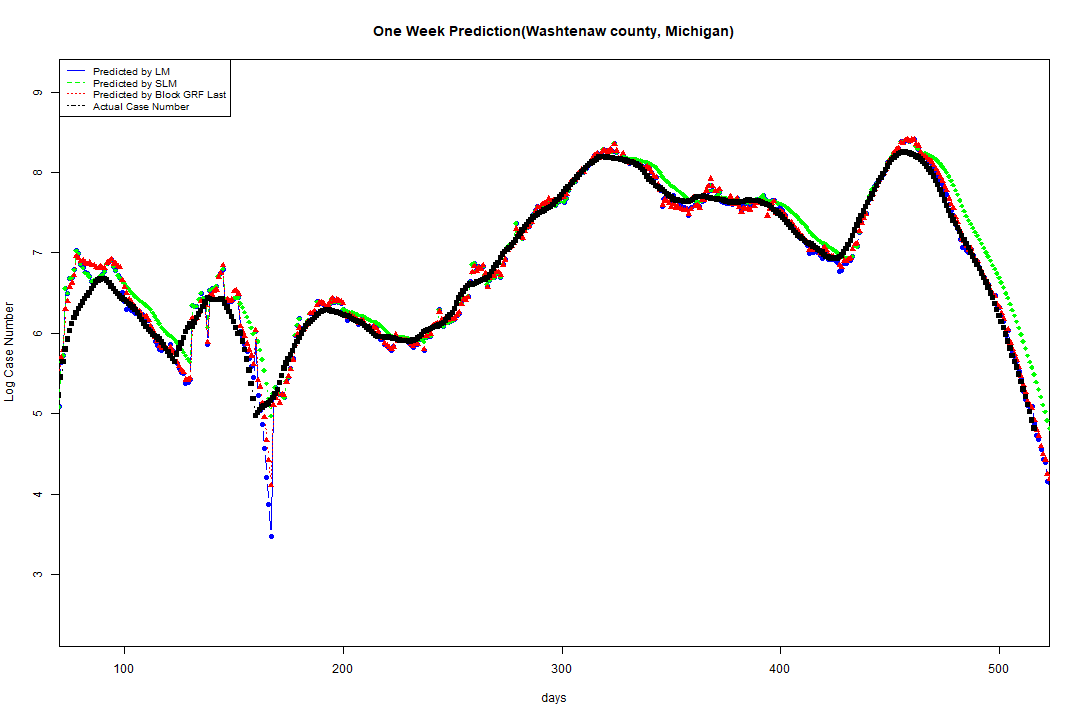 One Week Prediction(Washtenaw county, Michigan)
Predicted by LM
Predicted by SLM
Predicted by Block GRF Last
Actual Case Number
Log Case Number
9
8
7
6
5
4
3
100 200 300 400 500
days